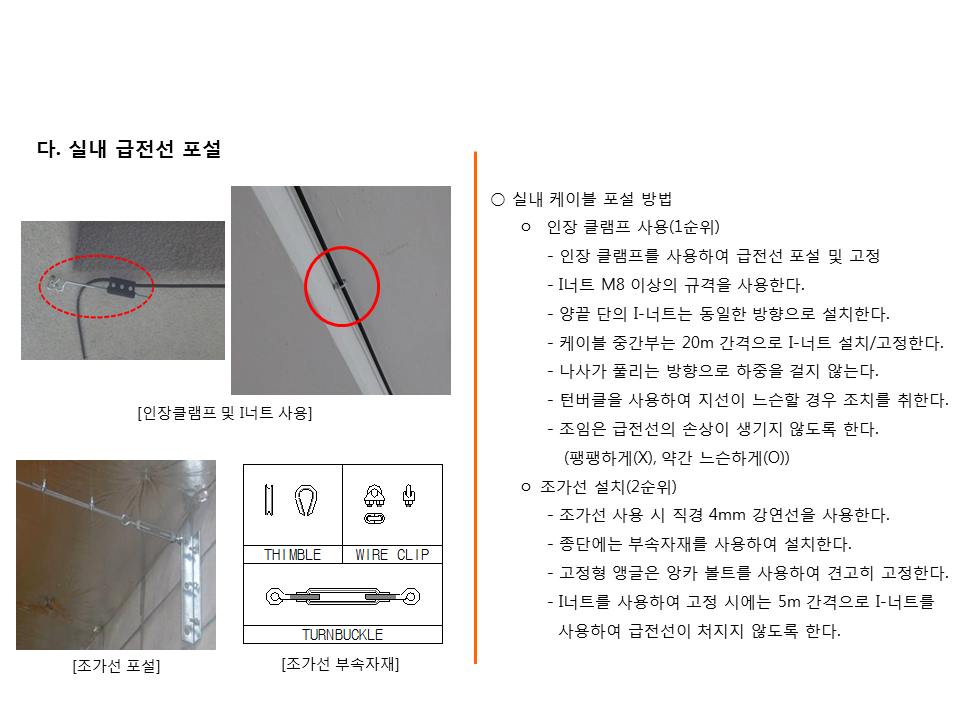 다. 실내 급전선 포설
[인장클램프 및 I너트 사용]
THIMBLE
WIRE CLIP
TURNBUCKLE
[조가선 포설]
[조가선 부속자재]
○ 실내 케이블 포설 방법
ㅇ 인장 클램프 사용(1순위)
- 인장 클램프를 사용하여 급전선 포설 및 고정
- I너트 M8 이상의 규격을 사용한다.
- 양끝 단의 I-너트는 동일한 방향으로 설치한다.
- 케이블 중간부는 20m 간격으로 I-너트 설치/고정한다.
- 나사가 풀리는 방향으로 하중을 걸지 않는다.
- 턴버클을 사용하여 지선이 느슨할 경우 조치를 취한다.
- 조임은 급전선의 손상이 생기지 않도록 한다.
(팽팽하게(X), 약간 느슨하게(O))
ㅇ 조가선 설치(2순위)
- 조가선 사용 시 직경 4mm 강연선을 사용한다.
- 종단에는 부속자재를 사용하여 설치한다.
- 고정형 앵글은 앙카 볼트를 사용하여 견고히 고정한다.
- I너트를 사용하여 고정 시에는 5m 간격으로 I-너트를
사용하여 급전선이 처지지 않도록 한다.